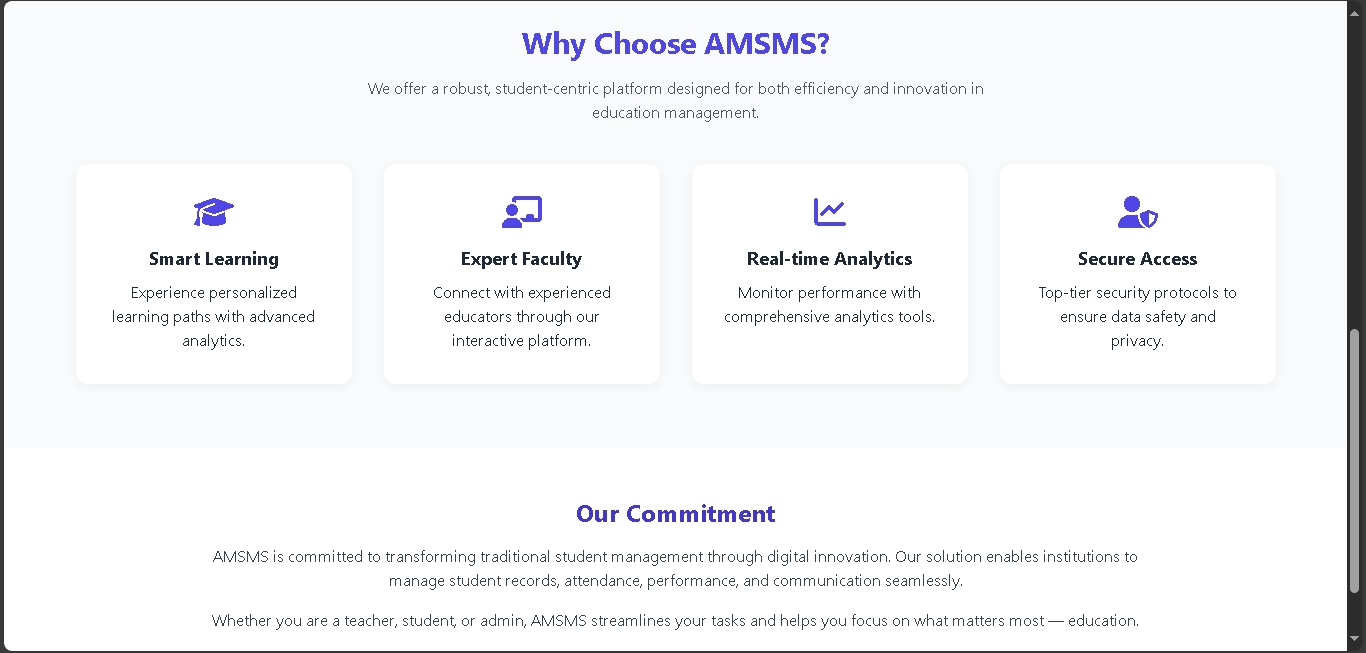 Why Choose AMSMS?
We offer a robust, student-centric platform designed for both efficiency and innovation in
education management.
Smart Learning
Experience personalized
learning paths with advanced
analytics.
Expert Faculty
Connect with experienced
educators through our
interactive platform.
Real-time Analytics
Monitor performance with
comprehensive analytics tools.
Secure Access
Top-tier security protocols to
ensure data safety and
privacy.
Our Commitment
AMSMS is committed to transforming traditional student management through digital innovation. Our solution enables institutions to
manage student records, attendance, performance, and communication seamlessly.
Whether you are a teacher, student, or admin, AMSMS streamlines your tasks and helps you focus on what matters most — education.